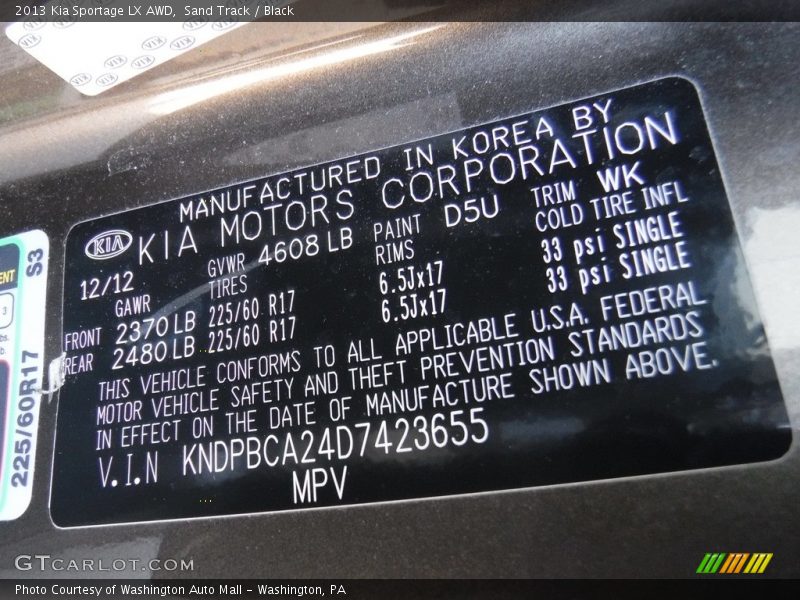 2013 Kia Sportage LX AWD, Sand Track / Black
MANUFACTURED IN KOREA BY
KIA KIA MOTORS CORPORATION
12/12 GVWR 4608 LB PAINT D5U TRIM WK
GAWR TIRES RIMS COLD TIRE INFL
FRONT 2370 LB 225/60 R17 6.5Jx17 33 psi SINGLE
REAR 2480 LB 225/60 R17 6.5Jx17 33 psi SINGLE
THIS VEHICLE CONFORMS TO ALL APPLICABLE U.S.A. FEDERAL
MOTOR VEHICLE SAFETY AND THEFT PREVENTION STANDARDS
IN EFFECT ON THE DATE OF MANUFACTURE SHOWN ABOVE.
V.I.N KNDPBCA24D7423655
MPV
225/60R17 S3
3
GTCARLOT.COM
Photo Courtesy of Washington Auto Mall - Washington, PA